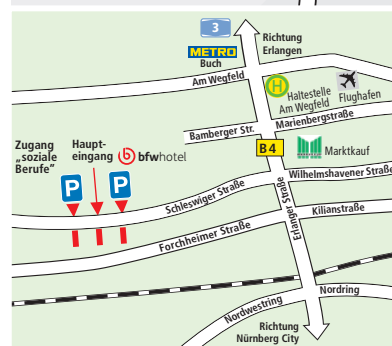 3
Richtung
Erlangen
METRO
Buch
Am Wegfeld
H
Haltestelle
Am Wegfeld
Flughafen
Bamberger Str.
Marienbergstraße
B 4
Marktkauf
Zugang
„soziale
Berufe”
Haupt-
eingang
b bfwhotel
P
P
Wilhelmshavener Straße
Schleswiger Straße
Erlanger Straße
Kilianstraße
Forchheimer Straße
Nordring
Nordwestring
Richtung
Nürnberg City